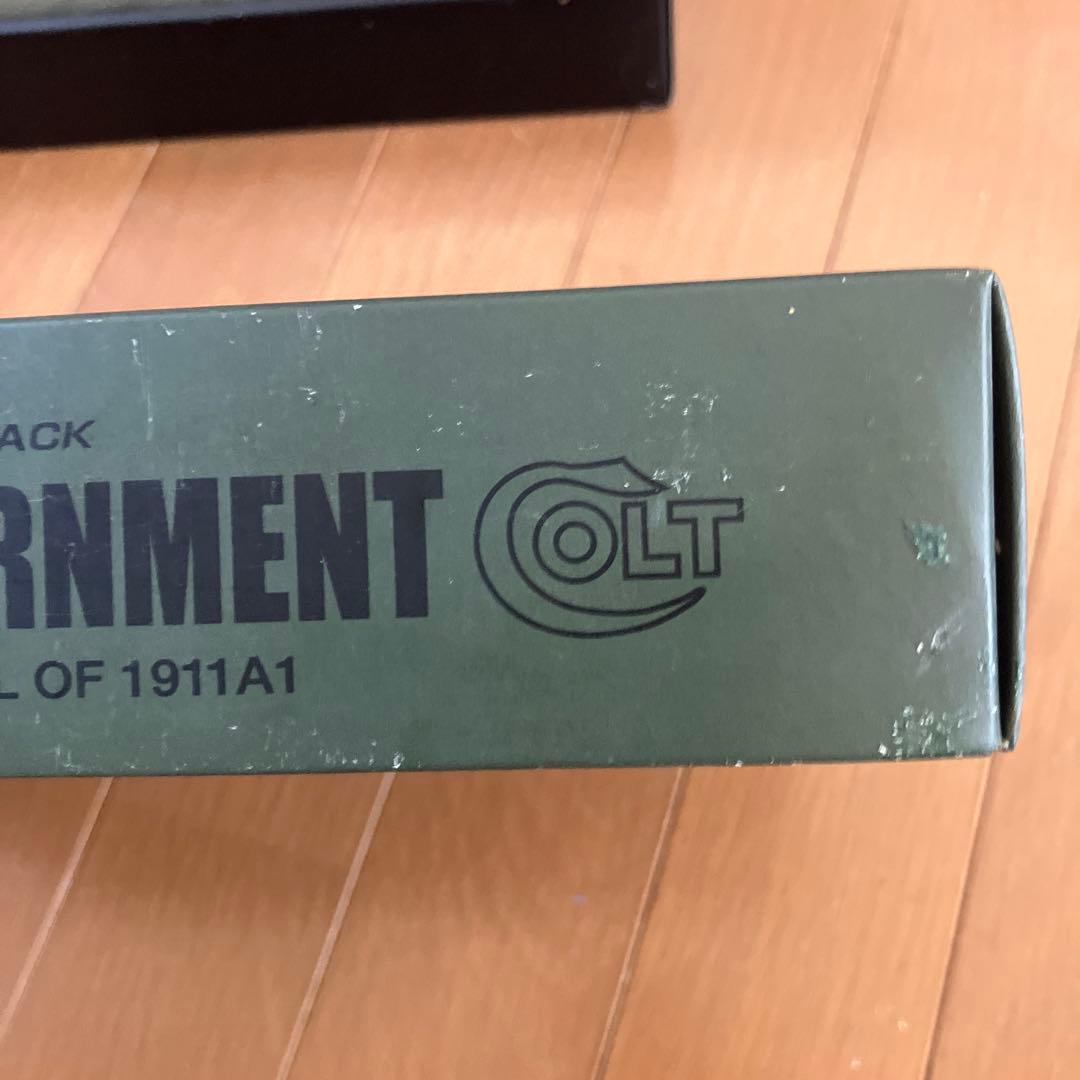 ACK
RNMENT COLT
L OF 1911A1